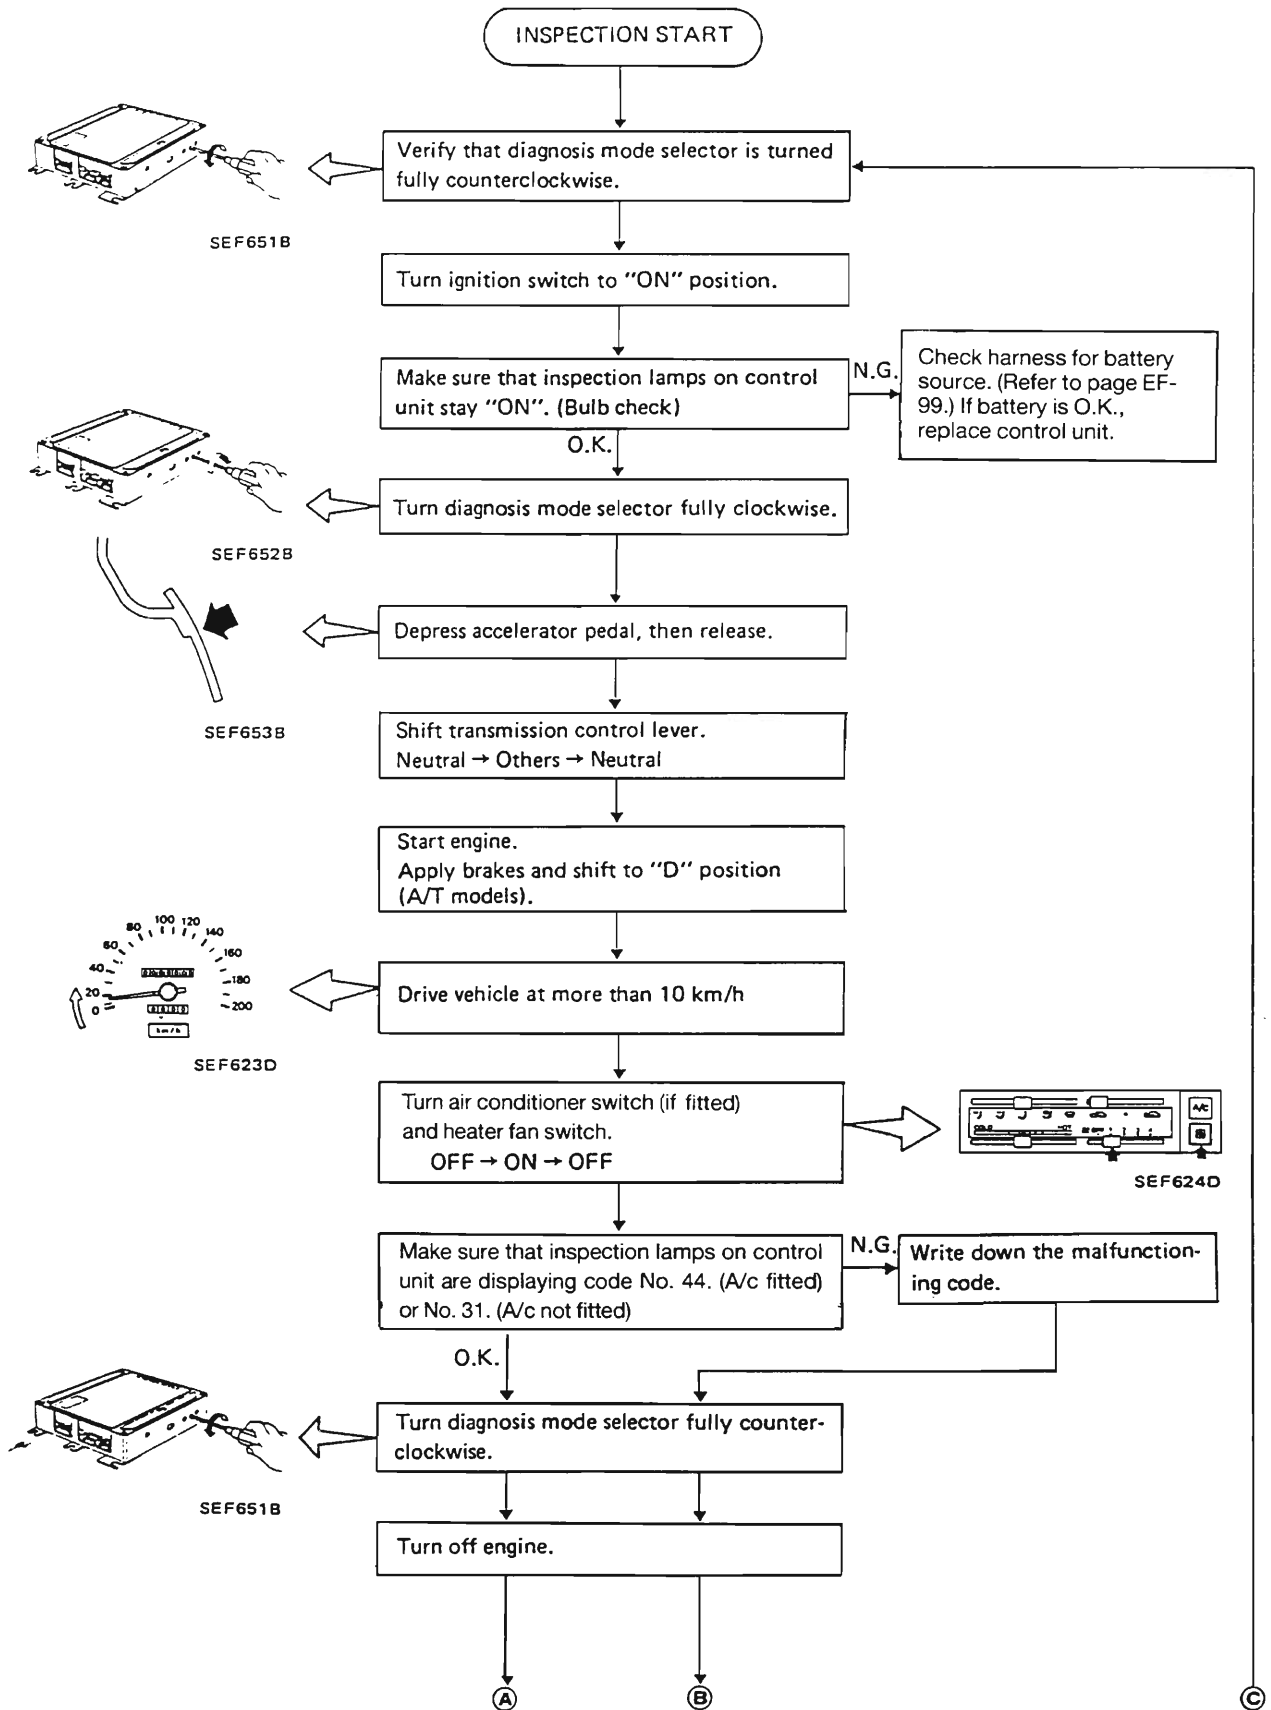 INSPECTION START
Verify that diagnosis mode selector is turned
fully counterclockwise.
SEF651B
Turn ignition switch to "ON" position.
Make sure that inspection lamps on control
unit stay "ON". (Bulb check)
N.G.
Check harness for battery
source. (Refer to page EF-
99.) If battery is O.K.,
replace control unit.
O.K.
Turn diagnosis mode selector fully clockwise.
SEF652B
Depress accelerator pedal, then release.
SEF653B
Shift transmission control lever.
Neutral → Others → Neutral
Start engine.
Apply brakes and shift to "D" position
(A/T models).
0 20 40 60 80 100 120 140 160 180 200
km/h
Drive vehicle at more than 10 km/h
SEF623D
Turn air conditioner switch (if fitted)
and heater fan switch.
OFF → ON → OFF
A/C
COLD HOT
SEF624D
Make sure that inspection lamps on control
unit are displaying code No. 44. (A/c fitted)
or No. 31. (A/c not fitted)
N.G.
Write down the malfunction-
ing code.
O.K.
Turn diagnosis mode selector fully counter-
clockwise.
SEF651B
Turn off engine.
A
B
C